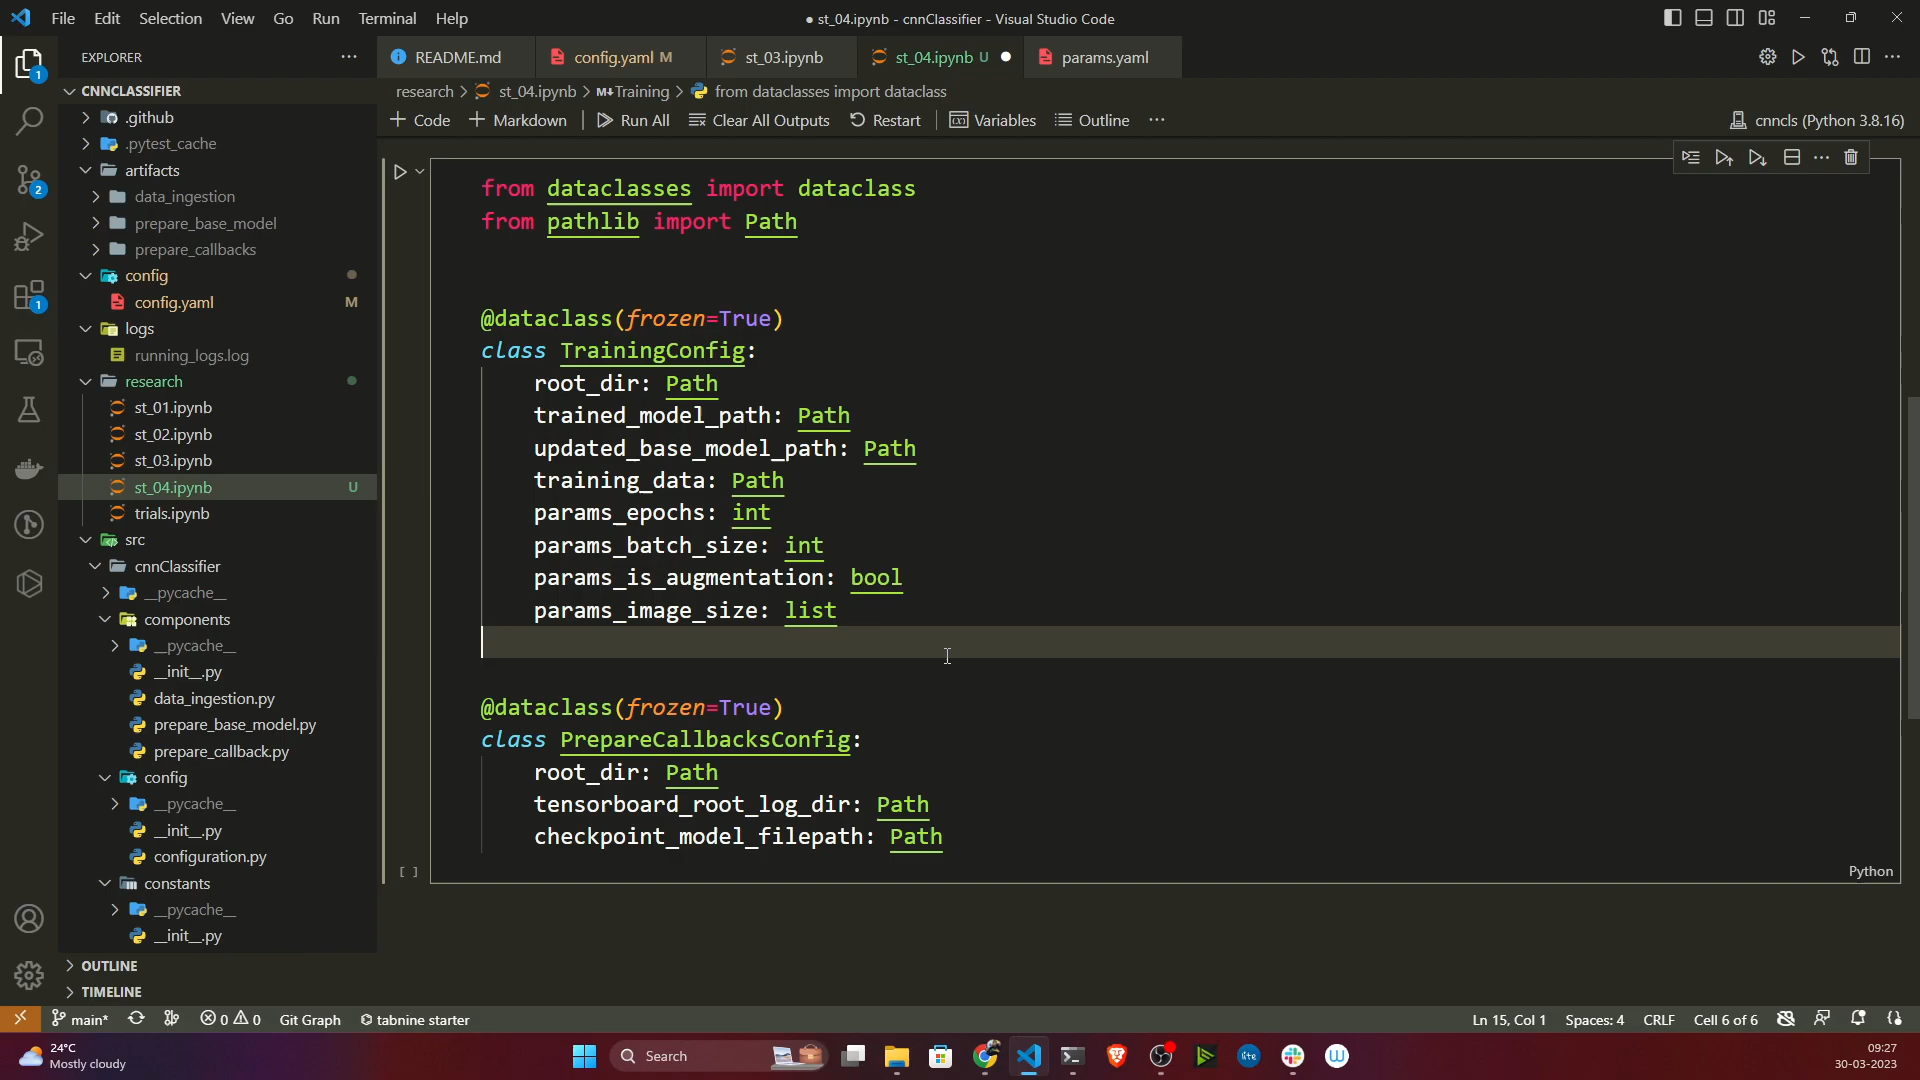 File Edit Selection View Go Run Terminal Help
● st_04.ipynb - cnnClassifier - Visual Studio Code
EXPLORER
README.md
config.yaml M
st_03.ipynb
st_04.ipynb U
params.yaml
CNNCLASSIFIER
research > st_04.ipynb > M↓Training > from dataclasses import dataclass
+ Code + Markdown Run All Clear All Outputs Restart Variables Outline ...
cnncls (Python 3.8.16)
.github
.pytest_cache
artifacts
data_ingestion
prepare_base_model
prepare_callbacks
config
config.yaml M
logs
running_logs.log
research
st_01.ipynb
st_02.ipynb
st_03.ipynb
st_04.ipynb U
trials.ipynb
src
cnnClassifier
__pycache__
components
__pycache__
__init__.py
data_ingestion.py
prepare_base_model.py
prepare_callback.py
config
__pycache__
__init__.py
configuration.py
constants
__pycache__
__init__.py
OUTLINE
TIMELINE
1
2
1
from dataclasses import dataclass
from pathlib import Path
@dataclass(frozen=True)
class TrainingConfig:
root_dir: Path
trained_model_path: Path
updated_base_model_path: Path
training_data: Path
params_epochs: int
params_batch_size: int
params_is_augmentation: bool
params_image_size: list
@dataclass(frozen=True)
class PrepareCallbacksConfig:
root_dir: Path
tensorboard_root_log_dir: Path
checkpoint_model_filepath: Path
[ ]
Python
main* 0 0 Git Graph tabnine starter
Ln 15, Col 1 Spaces: 4 CRLF Cell 6 of 6
24°C
Mostly cloudy
Search
lite
09:27
30-03-2023